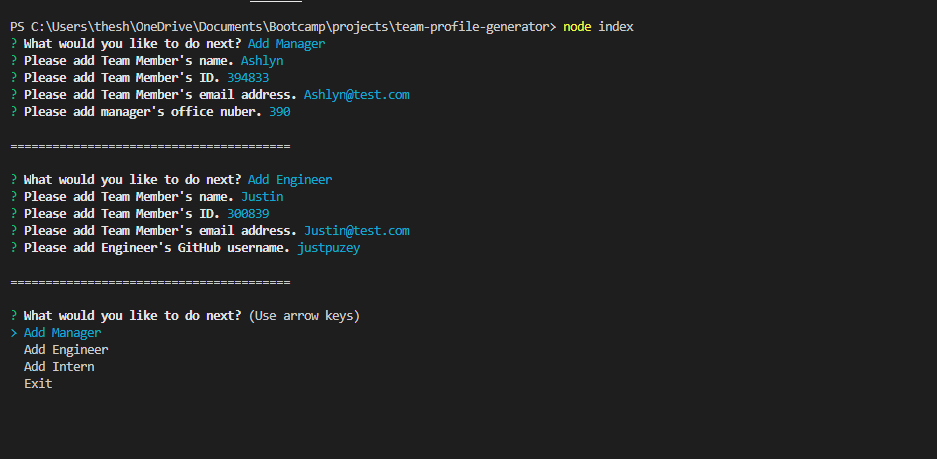 PS C:\Users\thesh\OneDrive\Documents\Bootcamp\projects\team-profile-generator> node index
? What would you like to do next? Add Manager
? Please add Team Member's name. Ashlyn
? Please add Team Member's ID. 394833
? Please add Team Member's email address. Ashlyn@test.com
? Please add manager's office nuber. 390
========================================
? What would you like to do next? Add Engineer
? Please add Team Member's name. Justin
? Please add Team Member's ID. 300839
? Please add Team Member's email address. Justin@test.com
? Please add Engineer's GitHub username. justpuzey
========================================
? What would you like to do next? (Use arrow keys)
> Add Manager
Add Engineer
Add Intern
Exit